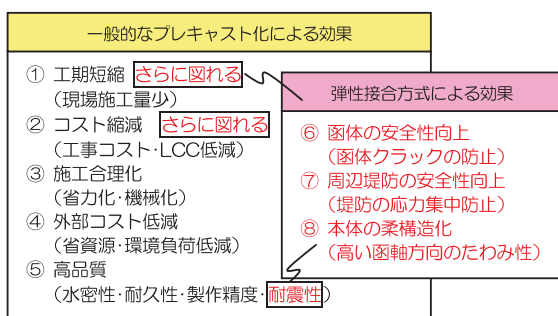 一般的なプレキャスト化による効果
① 工期短縮 さらに図れる
（現場施工量少）
② コスト縮減 さらに図れる
（工事コスト・LCC低減）
③ 施工合理化
（省力化・機械化）
④ 外部コスト低減
（省資源・環境負荷低減）
⑤ 高品質
（水密性・耐久性・製作精度・耐震性）
弾性接合方式による効果
⑥ 函体の安全性向上
（函体クラックの防止）
⑦ 周辺堤防の安全性向上
（堤防の応力集中防止）
⑧ 本体の柔構造化
（高い函軸方向のたわみ性）